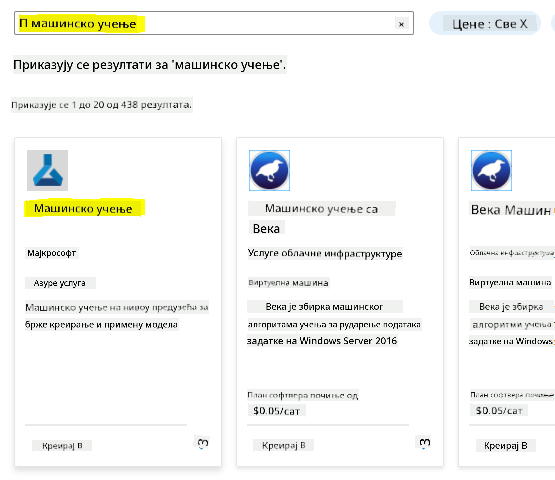 П машинско учење ×
Цене : Све X
Приказују се резултати за 'машинско учење'.
Приказује се 1 до 20 од 438 резултата.
Машинско учење
Мајкрософт
Азуре услуга
Машинско учење на нивоу предузећа за
брже креирање и примену модела
Креирај В
3
Машинско учење са
Века
Услуге облачне инфраструктуре
Виртуелна машина
Века је збирка машинског
алгоритама учења за рударење података
задатке на Windows Server 2016
План софтвера почиње од
$0.05/сат
Креирај В
3
Века Машин
Облачна инфраструктура
Виртуелна машина
Века је збирка
алгоритми учења
задатке на Windows
План софтвера почиње
$0.05/сат
Креирај В